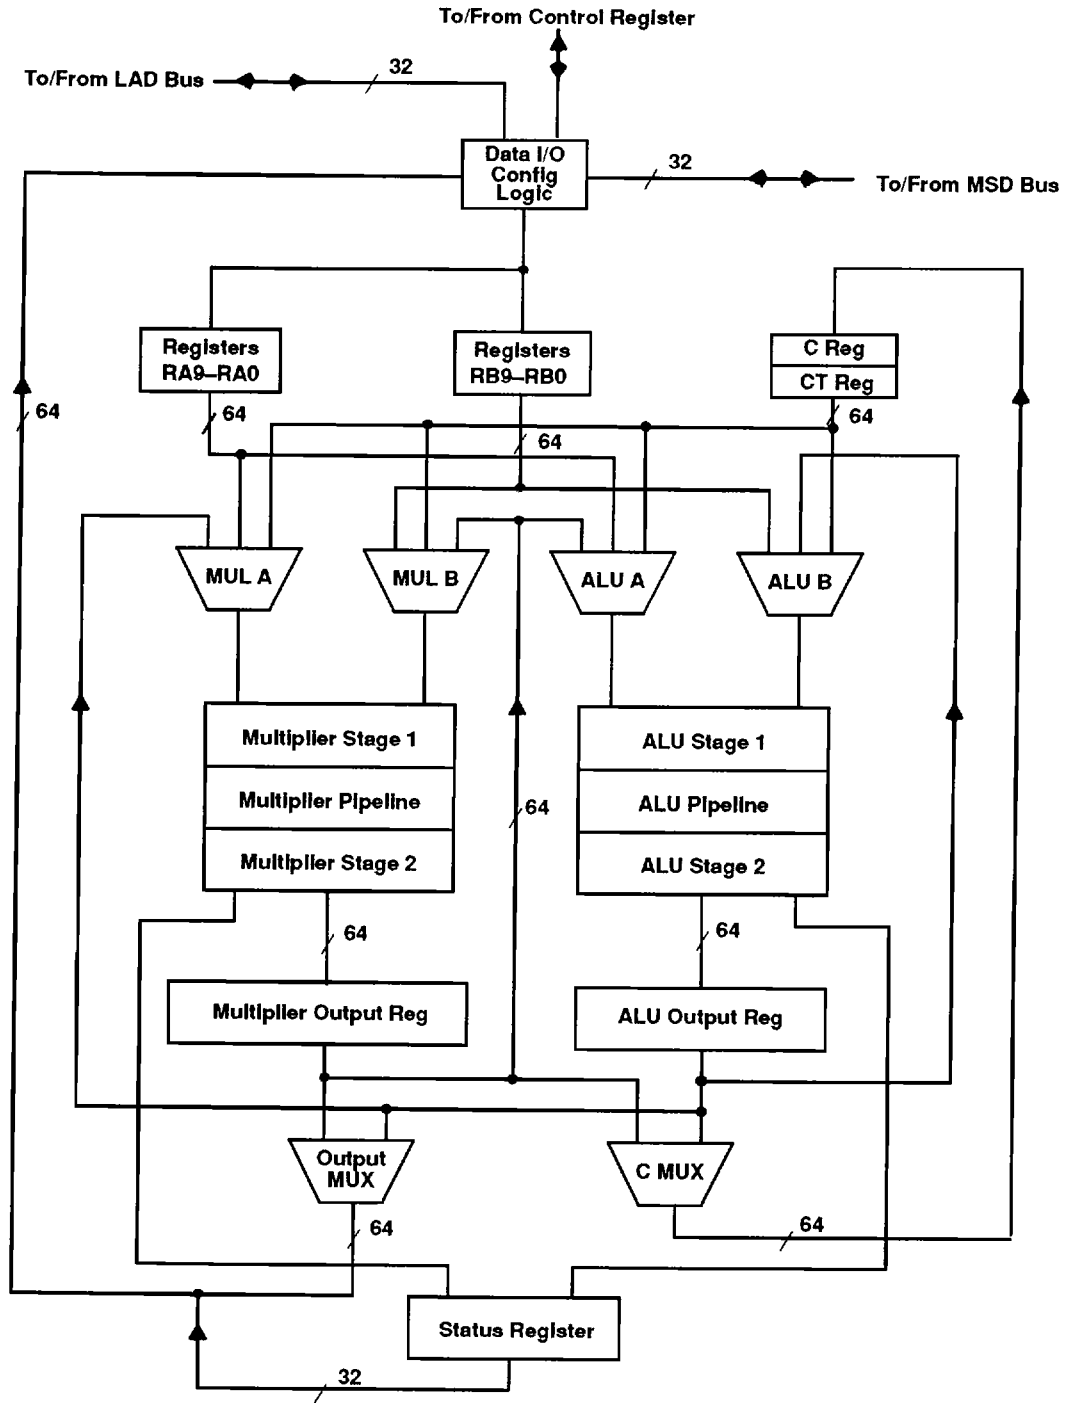 To/From Control Register
To/From LAD Bus
32
Data I/O
Config
Logic
32
To/From MSD Bus
Registers
RA9–RA0
Registers
RB9–RB0
C Reg
CT Reg
64
64
64
64
MUL A
MUL B
ALU A
ALU B
Multiplier Stage 1
Multiplier Pipeline
Multiplier Stage 2
64
ALU Stage 1
ALU Pipeline
ALU Stage 2
64
64
Multiplier Output Reg
ALU Output Reg
Output
MUX
C MUX
64
64
Status Register
32